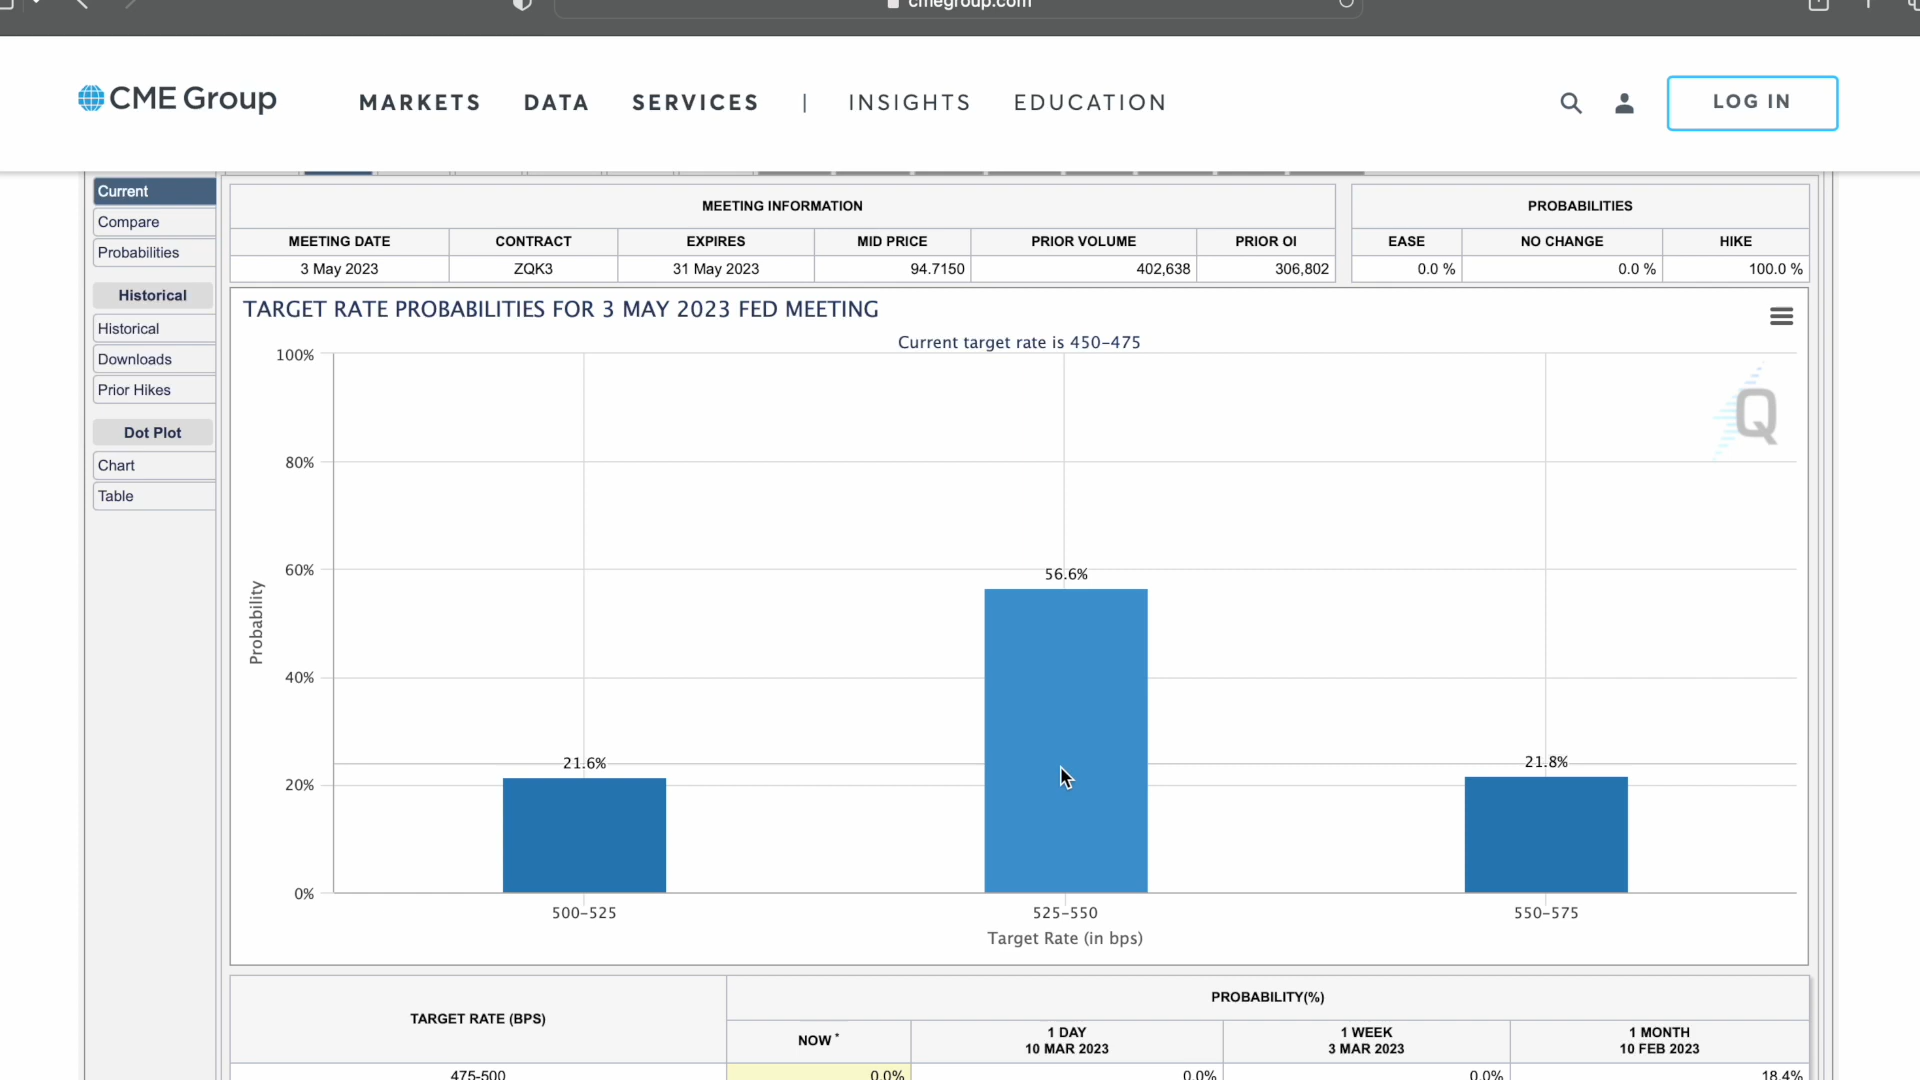 cmegroup.com
CME Group MARKETS DATA SERVICES | INSIGHTS EDUCATION LOG IN
Current
Compare
Probabilities
Historical
Historical
Downloads
Prior Hikes
Dot Plot
Chart
Table
MEETING INFORMATION
MEETING DATE CONTRACT EXPIRES MID PRICE PRIOR VOLUME PRIOR OI
3 May 2023 ZQK3 31 May 2023 94.7150 402,638 306,802
PROBABILITIES
EASE NO CHANGE HIKE
0.0 % 0.0 % 100.0 %
TARGET RATE PROBABILITIES FOR 3 MAY 2023 FED MEETING
Current target rate is 450-475
Q
100%
80%
60%
40%
20%
0%
Probability
21.6%
56.6%
21.8%
500-525 525-550 550-575
Target Rate (in bps)
TARGET RATE (BPS)
PROBABILITY(%)
NOW *
1 DAY
10 MAR 2023
1 WEEK
3 MAR 2023
1 MONTH
10 FEB 2023
475-500 0.0% 0.0% 0.0% 18.4%